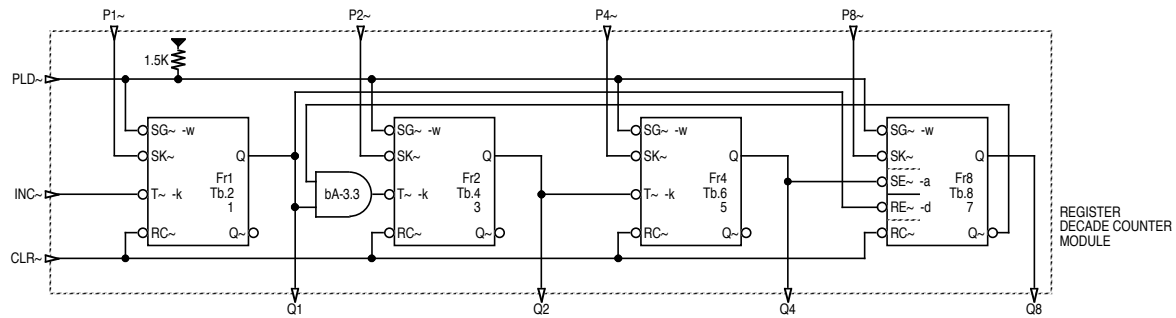 P1~ P2~ P4~ P8~
1.5K
PLD~
SG~ -w
SK~ Q
Fr1
Tb.2
INC~ T~ -k 1
RC~ Q~
CLR~
bA-3.3
SG~ -w
SK~ Q
Fr2
Tb.4
T~ -k 3
RC~ Q~
SG~ -w
SK~ Q
Fr4
Tb.6
T~ -k 5
RC~ Q~
SG~ -w
SK~ Q
Fr8
SE~ -a Tb.8
RE~ -d 7
RC~ Q~
REGISTER
DECADE COUNTER
MODULE
Q1 Q2 Q4 Q8